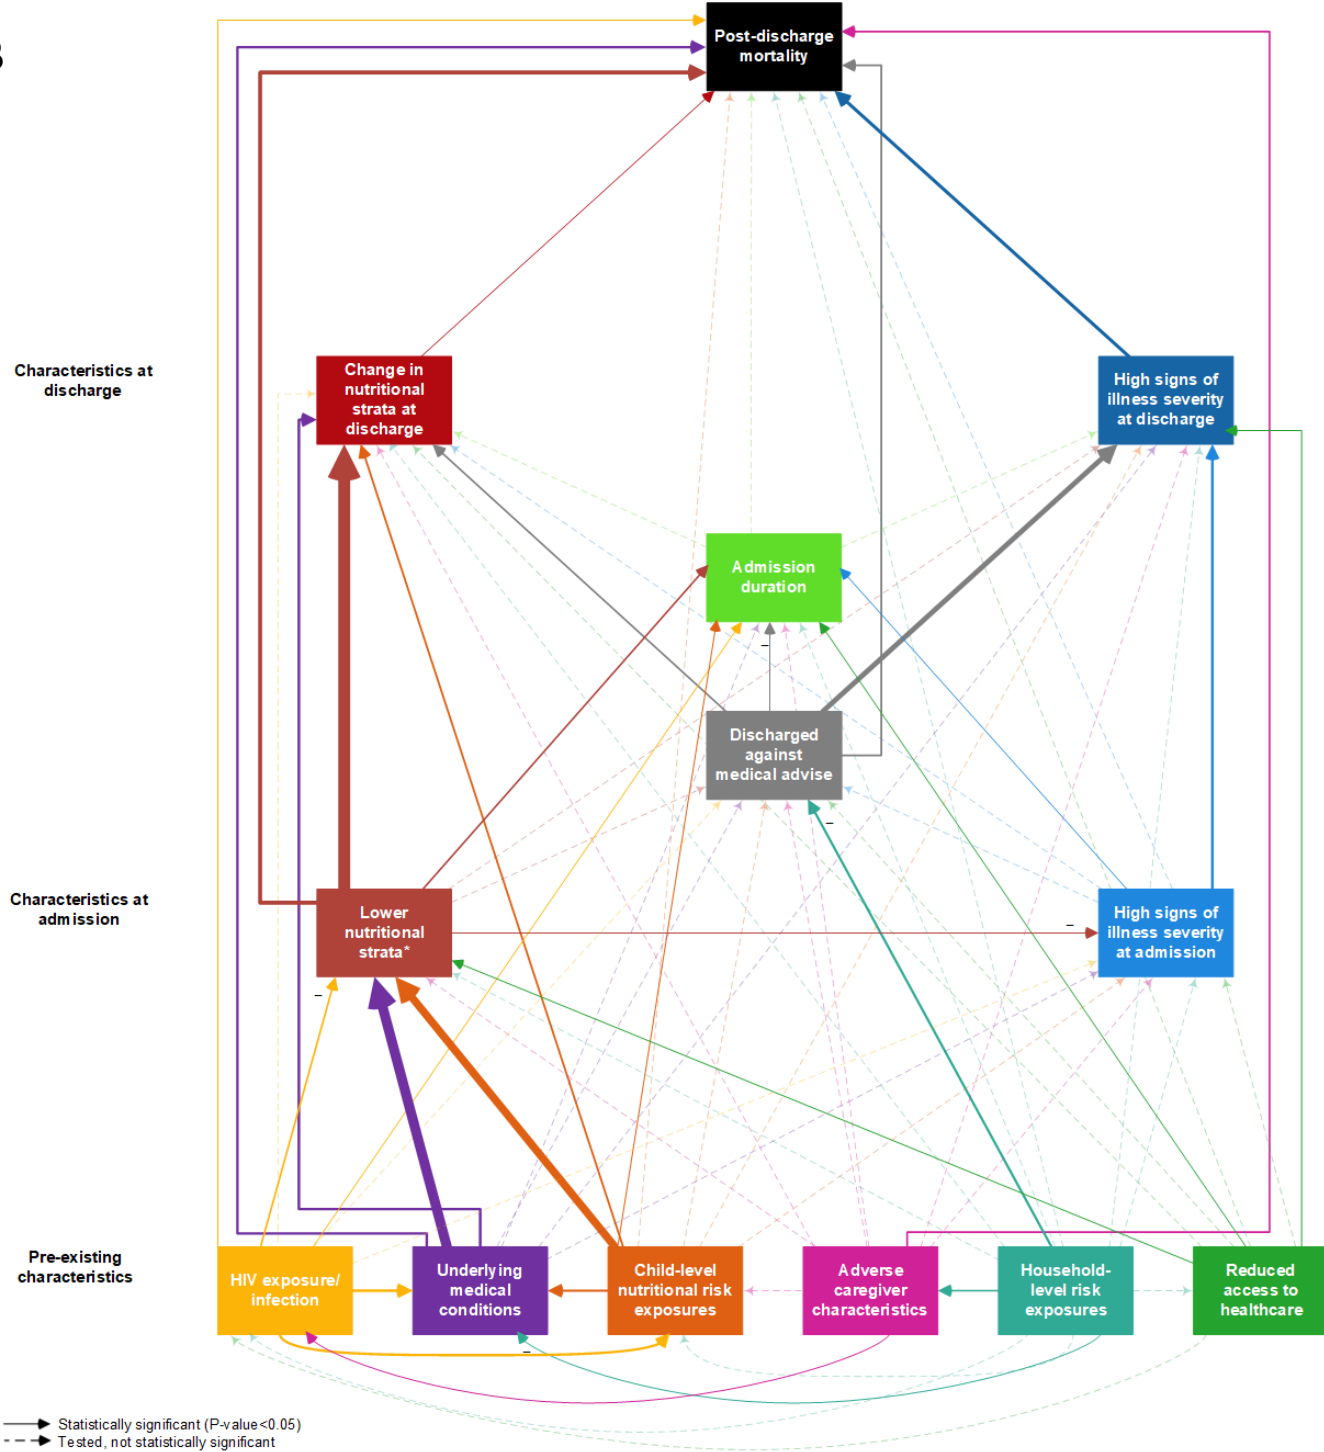 Post-discharge
mortality
Characteristics at
discharge
Change in
nutritional
strata at
discharge
High signs of
illness severity
at discharge
Admission
duration
–
Discharged
against
medical advise
–
Characteristics at
admission
Lower
nutritional
strata*
–
High signs of
illness severity
at admission
–
Pre-existing
characteristics
HIV exposure/
infection
Underlying
medical
conditions
Child-level
nutritional risk
exposures
Adverse
caregiver
characteristics
Household-
level risk
exposures
Reduced
access to
healthcare
–
Statistically significant (P-value<0.05)
Tested, not statistically significant